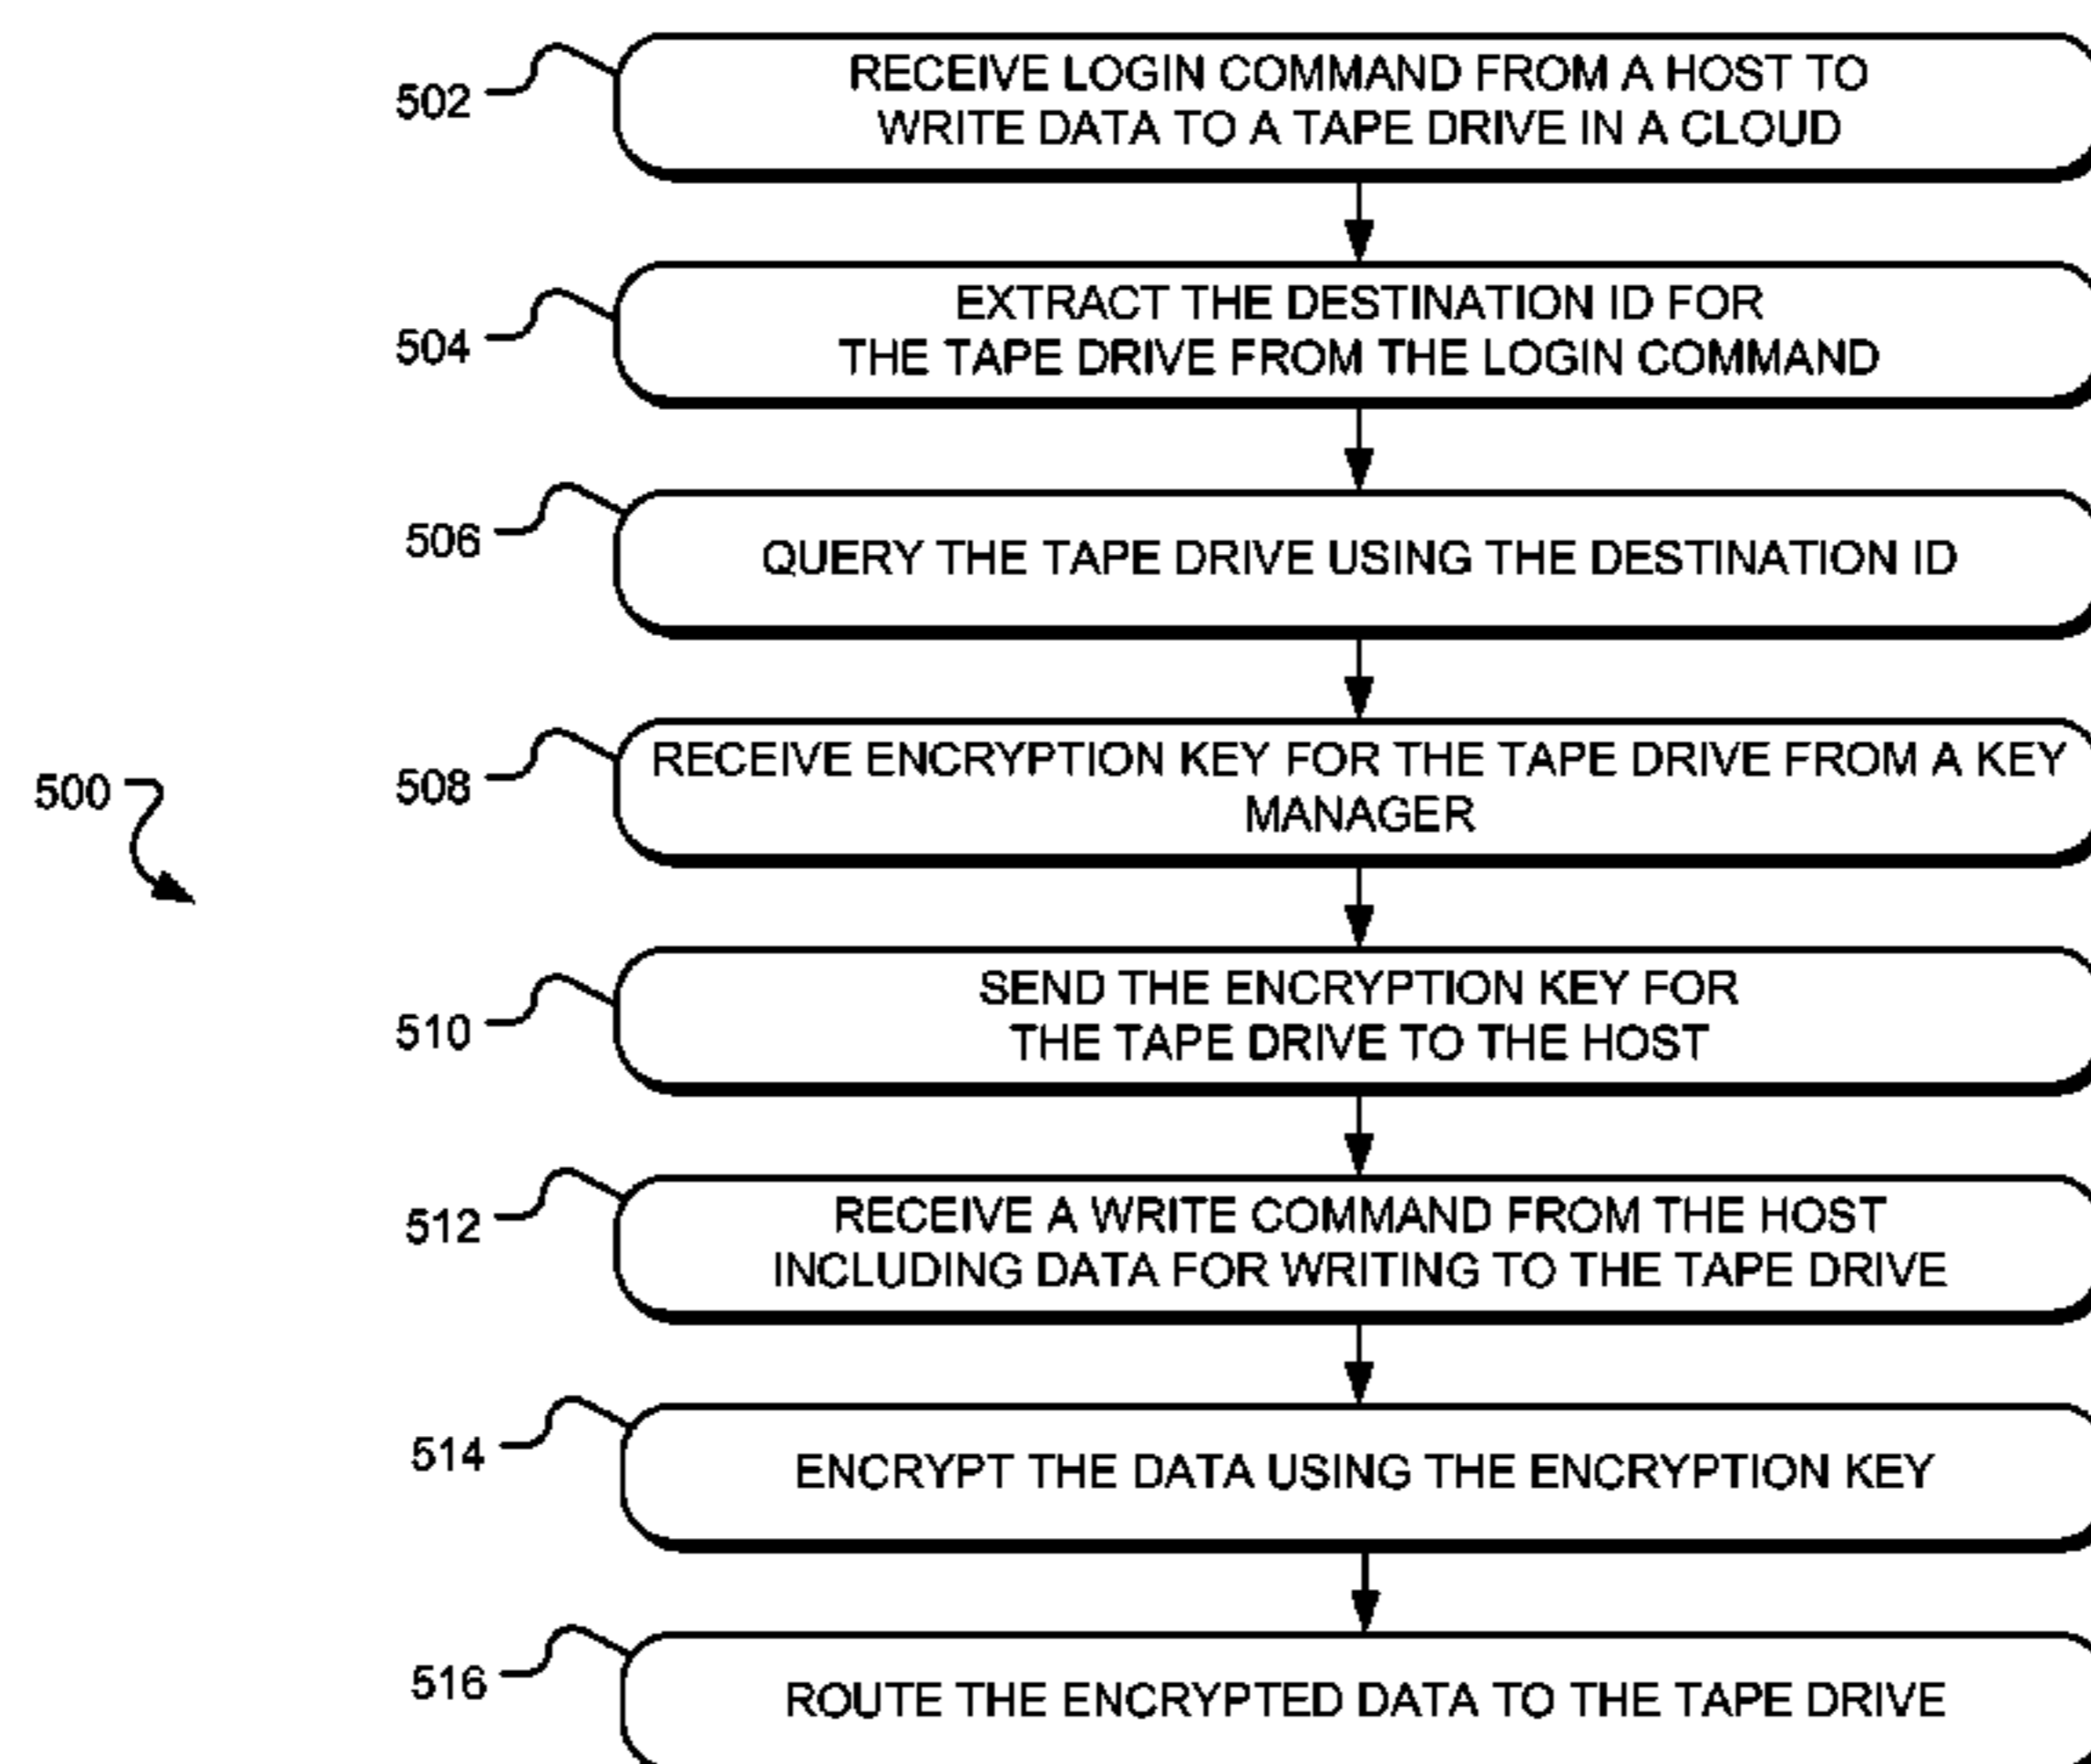 502
RECEIVE LOGIN COMMAND FROM A HOST TO
WRITE DATA TO A TAPE DRIVE IN A CLOUD
504
EXTRACT THE DESTINATION ID FOR
THE TAPE DRIVE FROM THE LOGIN COMMAND
506
QUERY THE TAPE DRIVE USING THE DESTINATION ID
500
508
RECEIVE ENCRYPTION KEY FOR THE TAPE DRIVE FROM A KEY
MANAGER
510
SEND THE ENCRYPTION KEY FOR
THE TAPE DRIVE TO THE HOST
512
RECEIVE A WRITE COMMAND FROM THE HOST
INCLUDING DATA FOR WRITING TO THE TAPE DRIVE
514
ENCRYPT THE DATA USING THE ENCRYPTION KEY
516
ROUTE THE ENCRYPTED DATA TO THE TAPE DRIVE